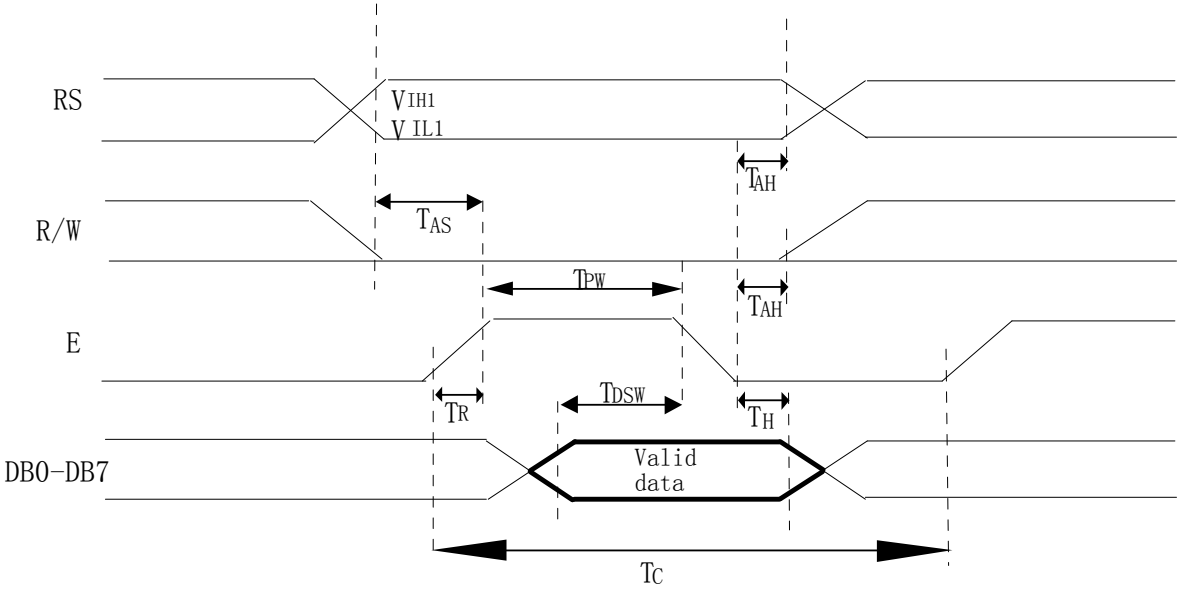 RS
VIH1
VIL1
TAH
R/W
TAS
TPW
TAH
E
TR
TDSW
TH
DB0-DB7
Valid
data
TC